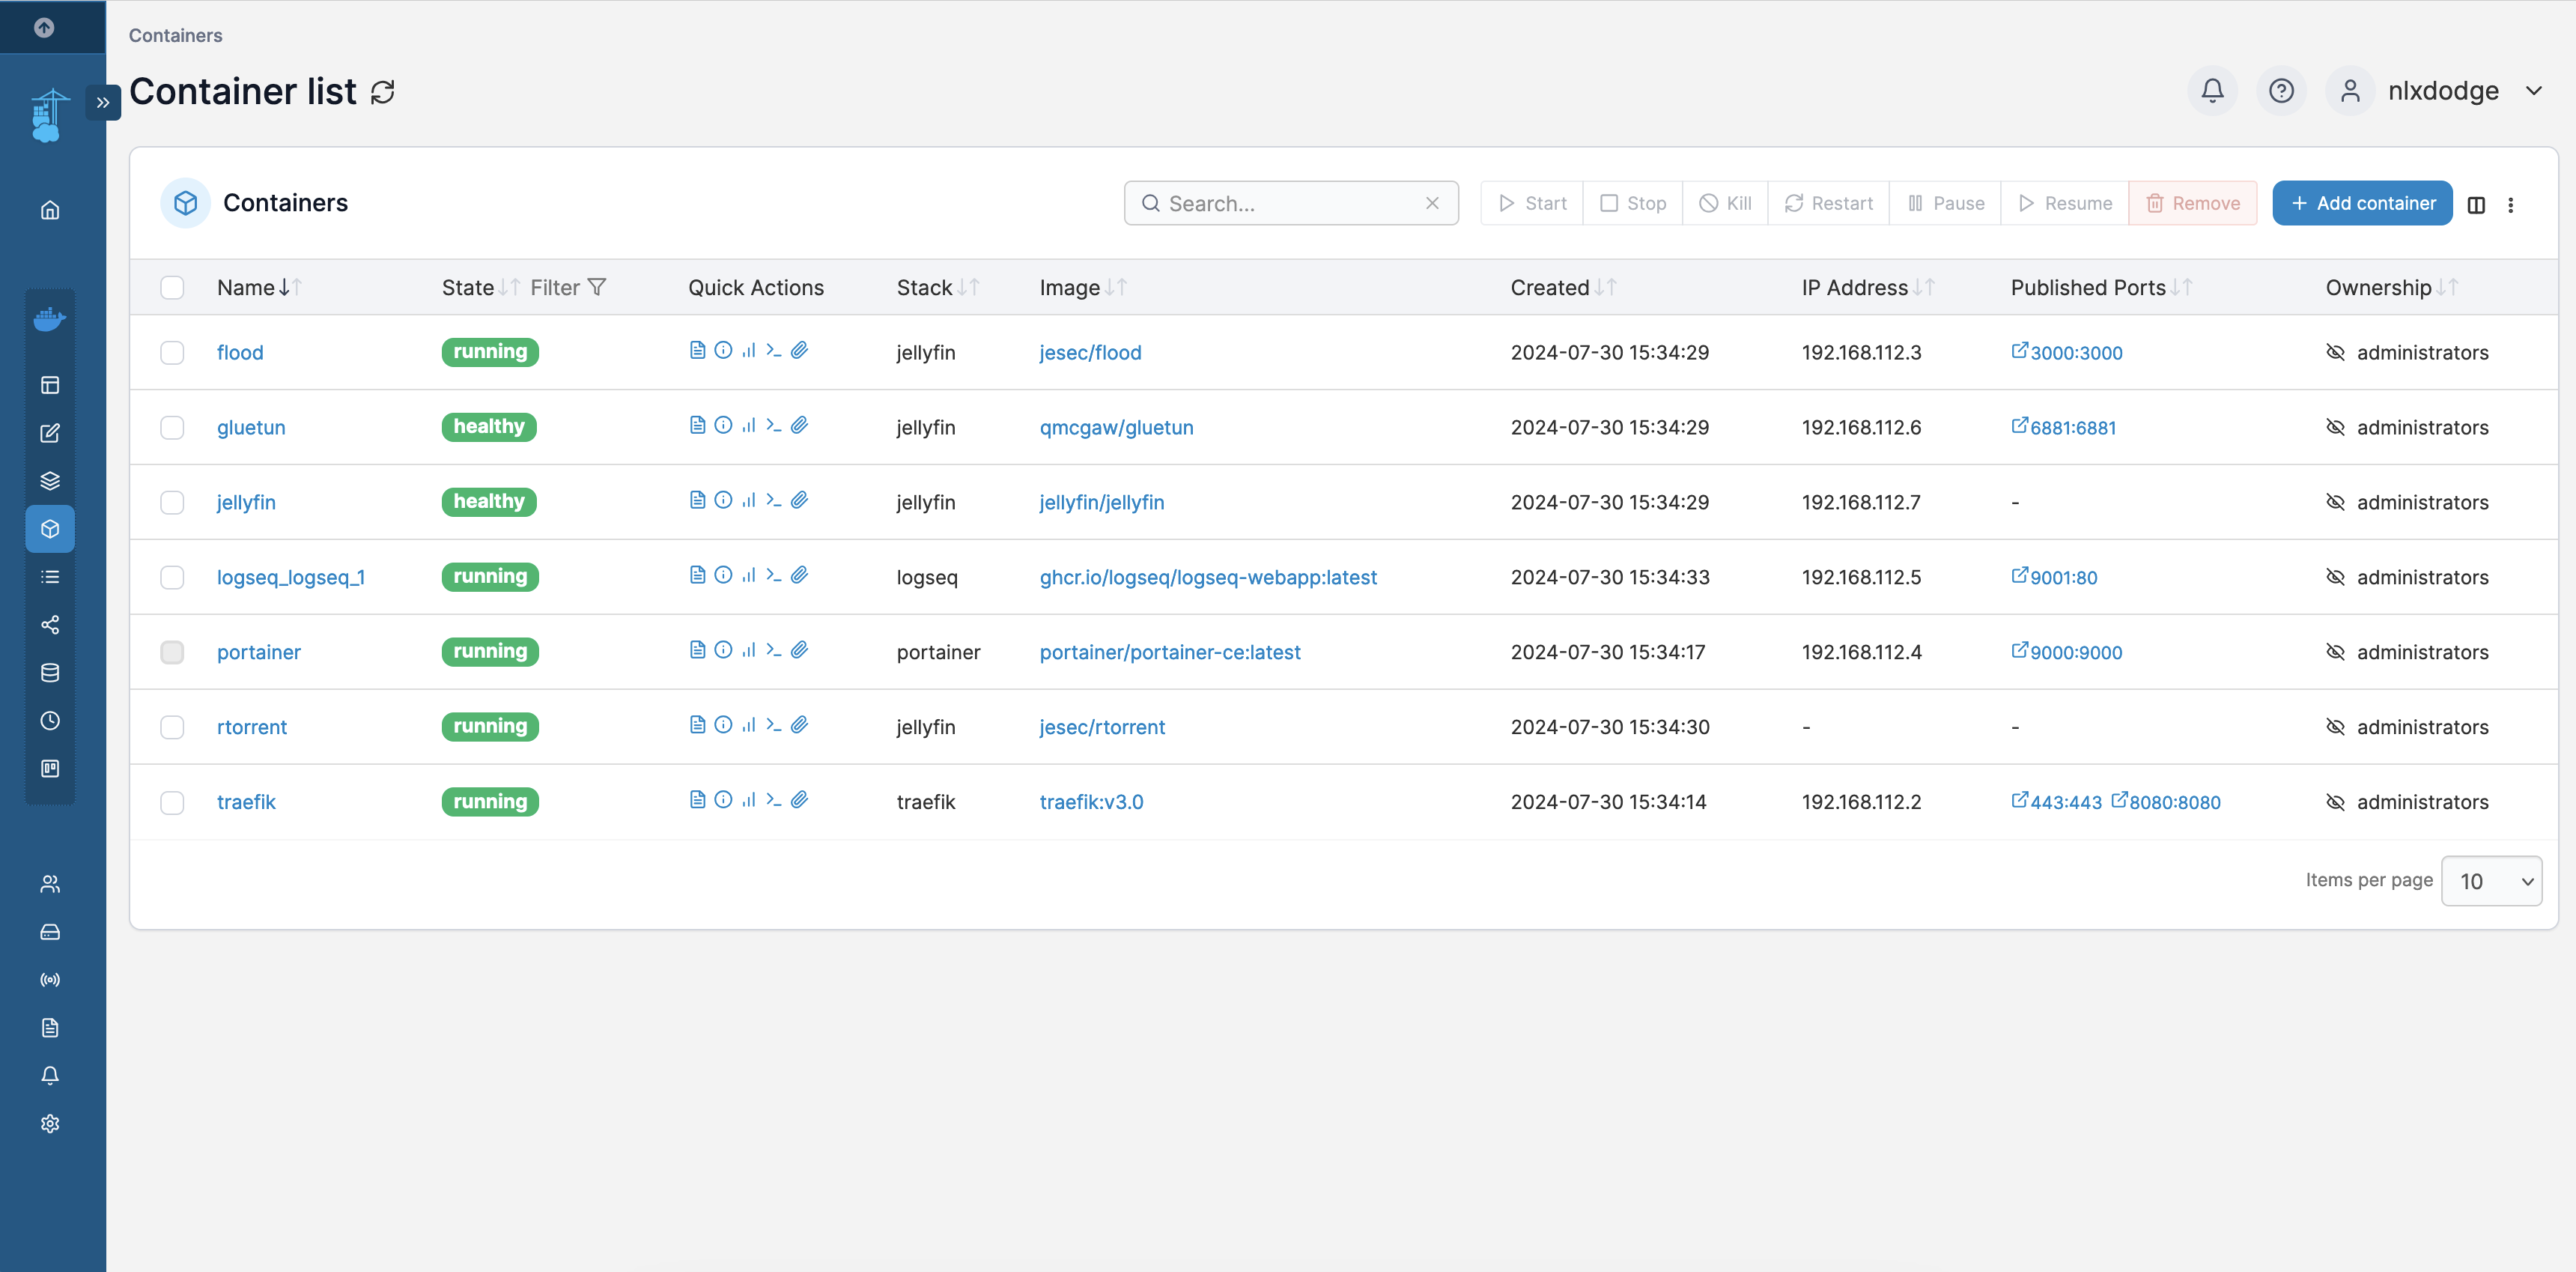 Containers
Container list
nlxdodge
Containers
Search...
Start Stop Kill Restart Pause Resume Remove + Add container
Name State Filter Quick Actions Stack Image Created IP Address Published Ports Ownership
flood running jellyfin jesec/flood 2024-07-30 15:34:29 192.168.112.3 3000:3000 administrators
gluetun healthy jellyfin qmcgaw/gluetun 2024-07-30 15:34:29 192.168.112.6 6881:6881 administrators
jellyfin healthy jellyfin jellyfin/jellyfin 2024-07-30 15:34:29 192.168.112.7 - administrators
logseq_logseq_1 running logseq ghcr.io/logseq/logseq-webapp:latest 2024-07-30 15:34:33 192.168.112.5 9001:80 administrators
portainer running portainer portainer/portainer-ce:latest 2024-07-30 15:34:17 192.168.112.4 9000:9000 administrators
rtorrent running jellyfin jesec/rtorrent 2024-07-30 15:34:30 - - administrators
traefik running traefik traefik:v3.0 2024-07-30 15:34:14 192.168.112.2 443:443 8080:8080 administrators
Items per page 10